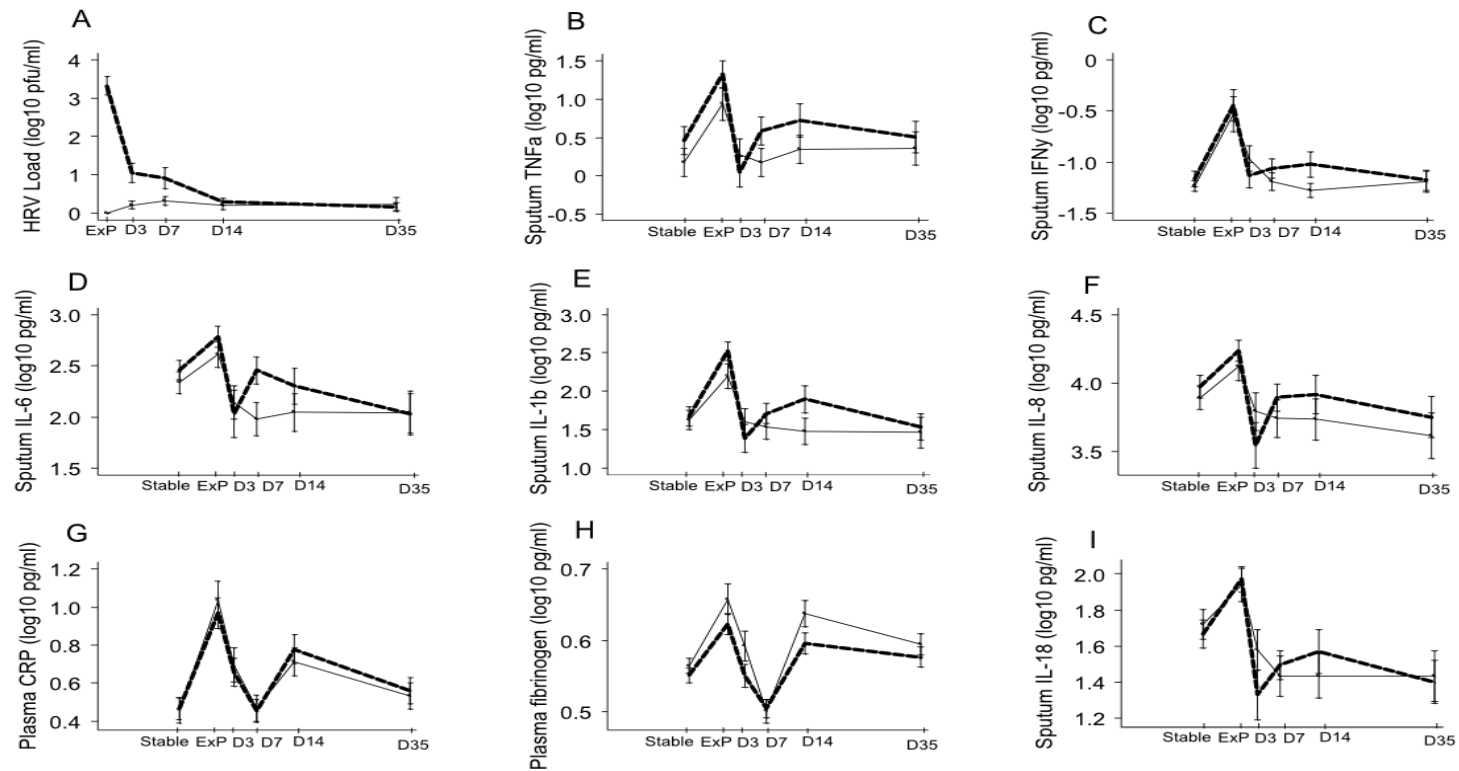 A
HRV Load (log10 pfu/ml)
4
3
2
1
0
ExP D3 D7 D14 D35
B
Sputum TNFa (log10 pg/ml)
1.5
1.0
0.5
0
-0.5
Stable ExP D3 D7 D14 D35
C
Sputum IFNy (log10 pg/ml)
0
-0.5
-1.0
-1.5
Stable ExP D3 D7 D14 D35
D
Sputum IL-6 (log10 pg/ml)
3.0
2.5
2.0
1.5
Stable ExP D3 D7 D14 D35
E
Sputum IL-1b (log10 pg/ml)
3.0
2.5
2.0
1.5
1.0
Stable ExP D3 D7 D14 D35
F
Sputum IL-8 (log10 pg/ml)
4.5
4.0
3.5
Stable ExP D3 D7 D14 D35
G
Plasma CRP (log10 pg/ml)
1.2
1.0
0.8
0.6
0.4
Stable ExP D3 D7 D14 D35
H
Plasma fibrinogen (log10 pg/ml)
0.7
0.6
0.5
Stable ExP D3 D7 D14 D35
I
Sputum IL-18 (log10 pg/ml)
2.0
1.8
1.6
1.4
1.2
Stable ExP D3 D7 D14 D35